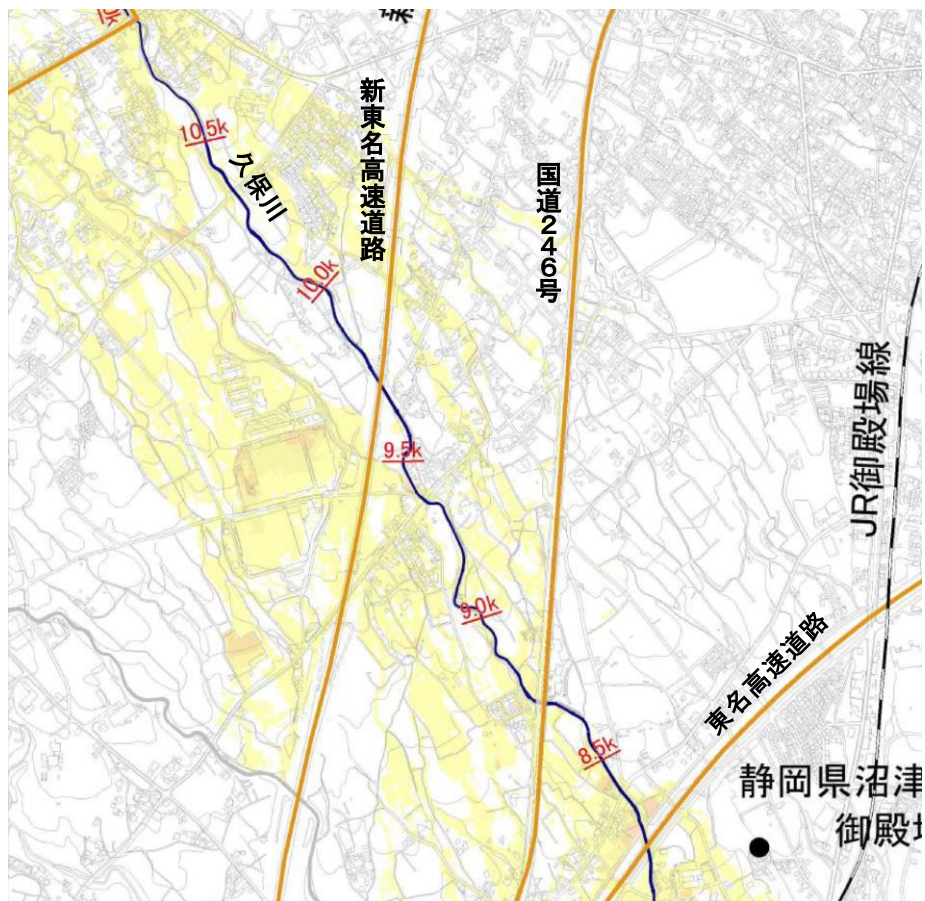 新東名高速道路
10.5k
久保川
国道246号
10.0k
JR御殿場線
9.5k
9.0k
東名高速道路
8.5k
静岡県沼津
御殿場